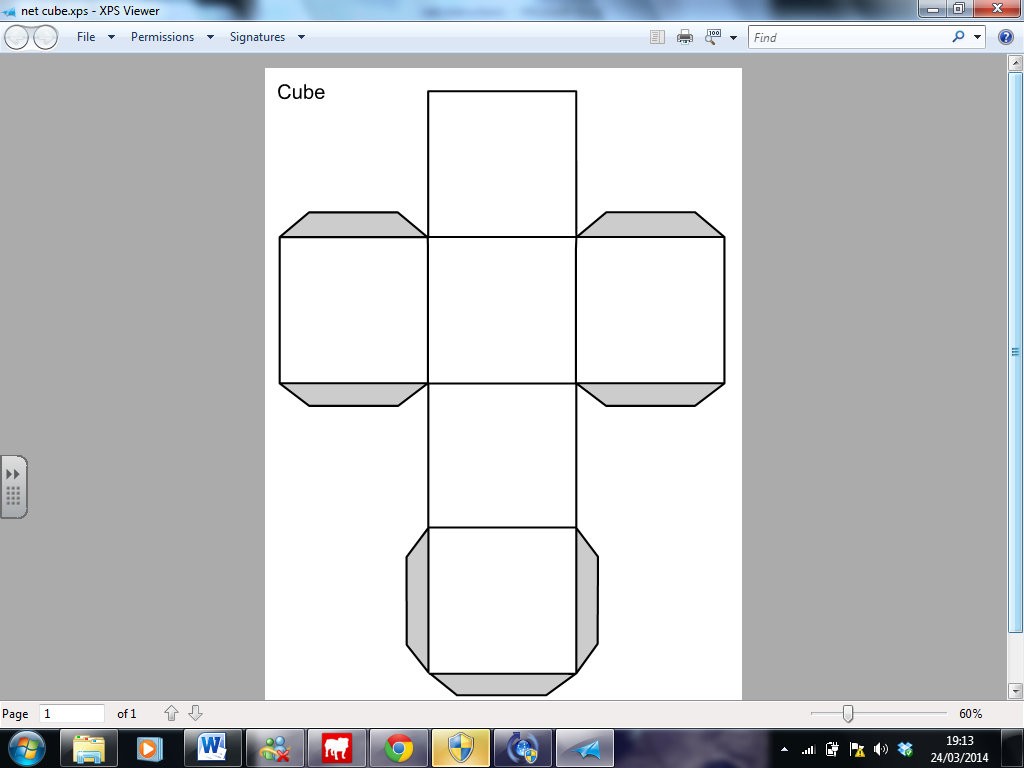 net cube.xps - XPS Viewer
File Permissions Signatures
100
Find
Cube
Page 1 of 1
60%
W
19:13
24/03/2014